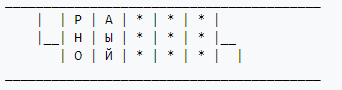 | | Р | А | * | * | * |
|__| Н | Ы | * | * | * |__
| О | Й | * | * | * | |